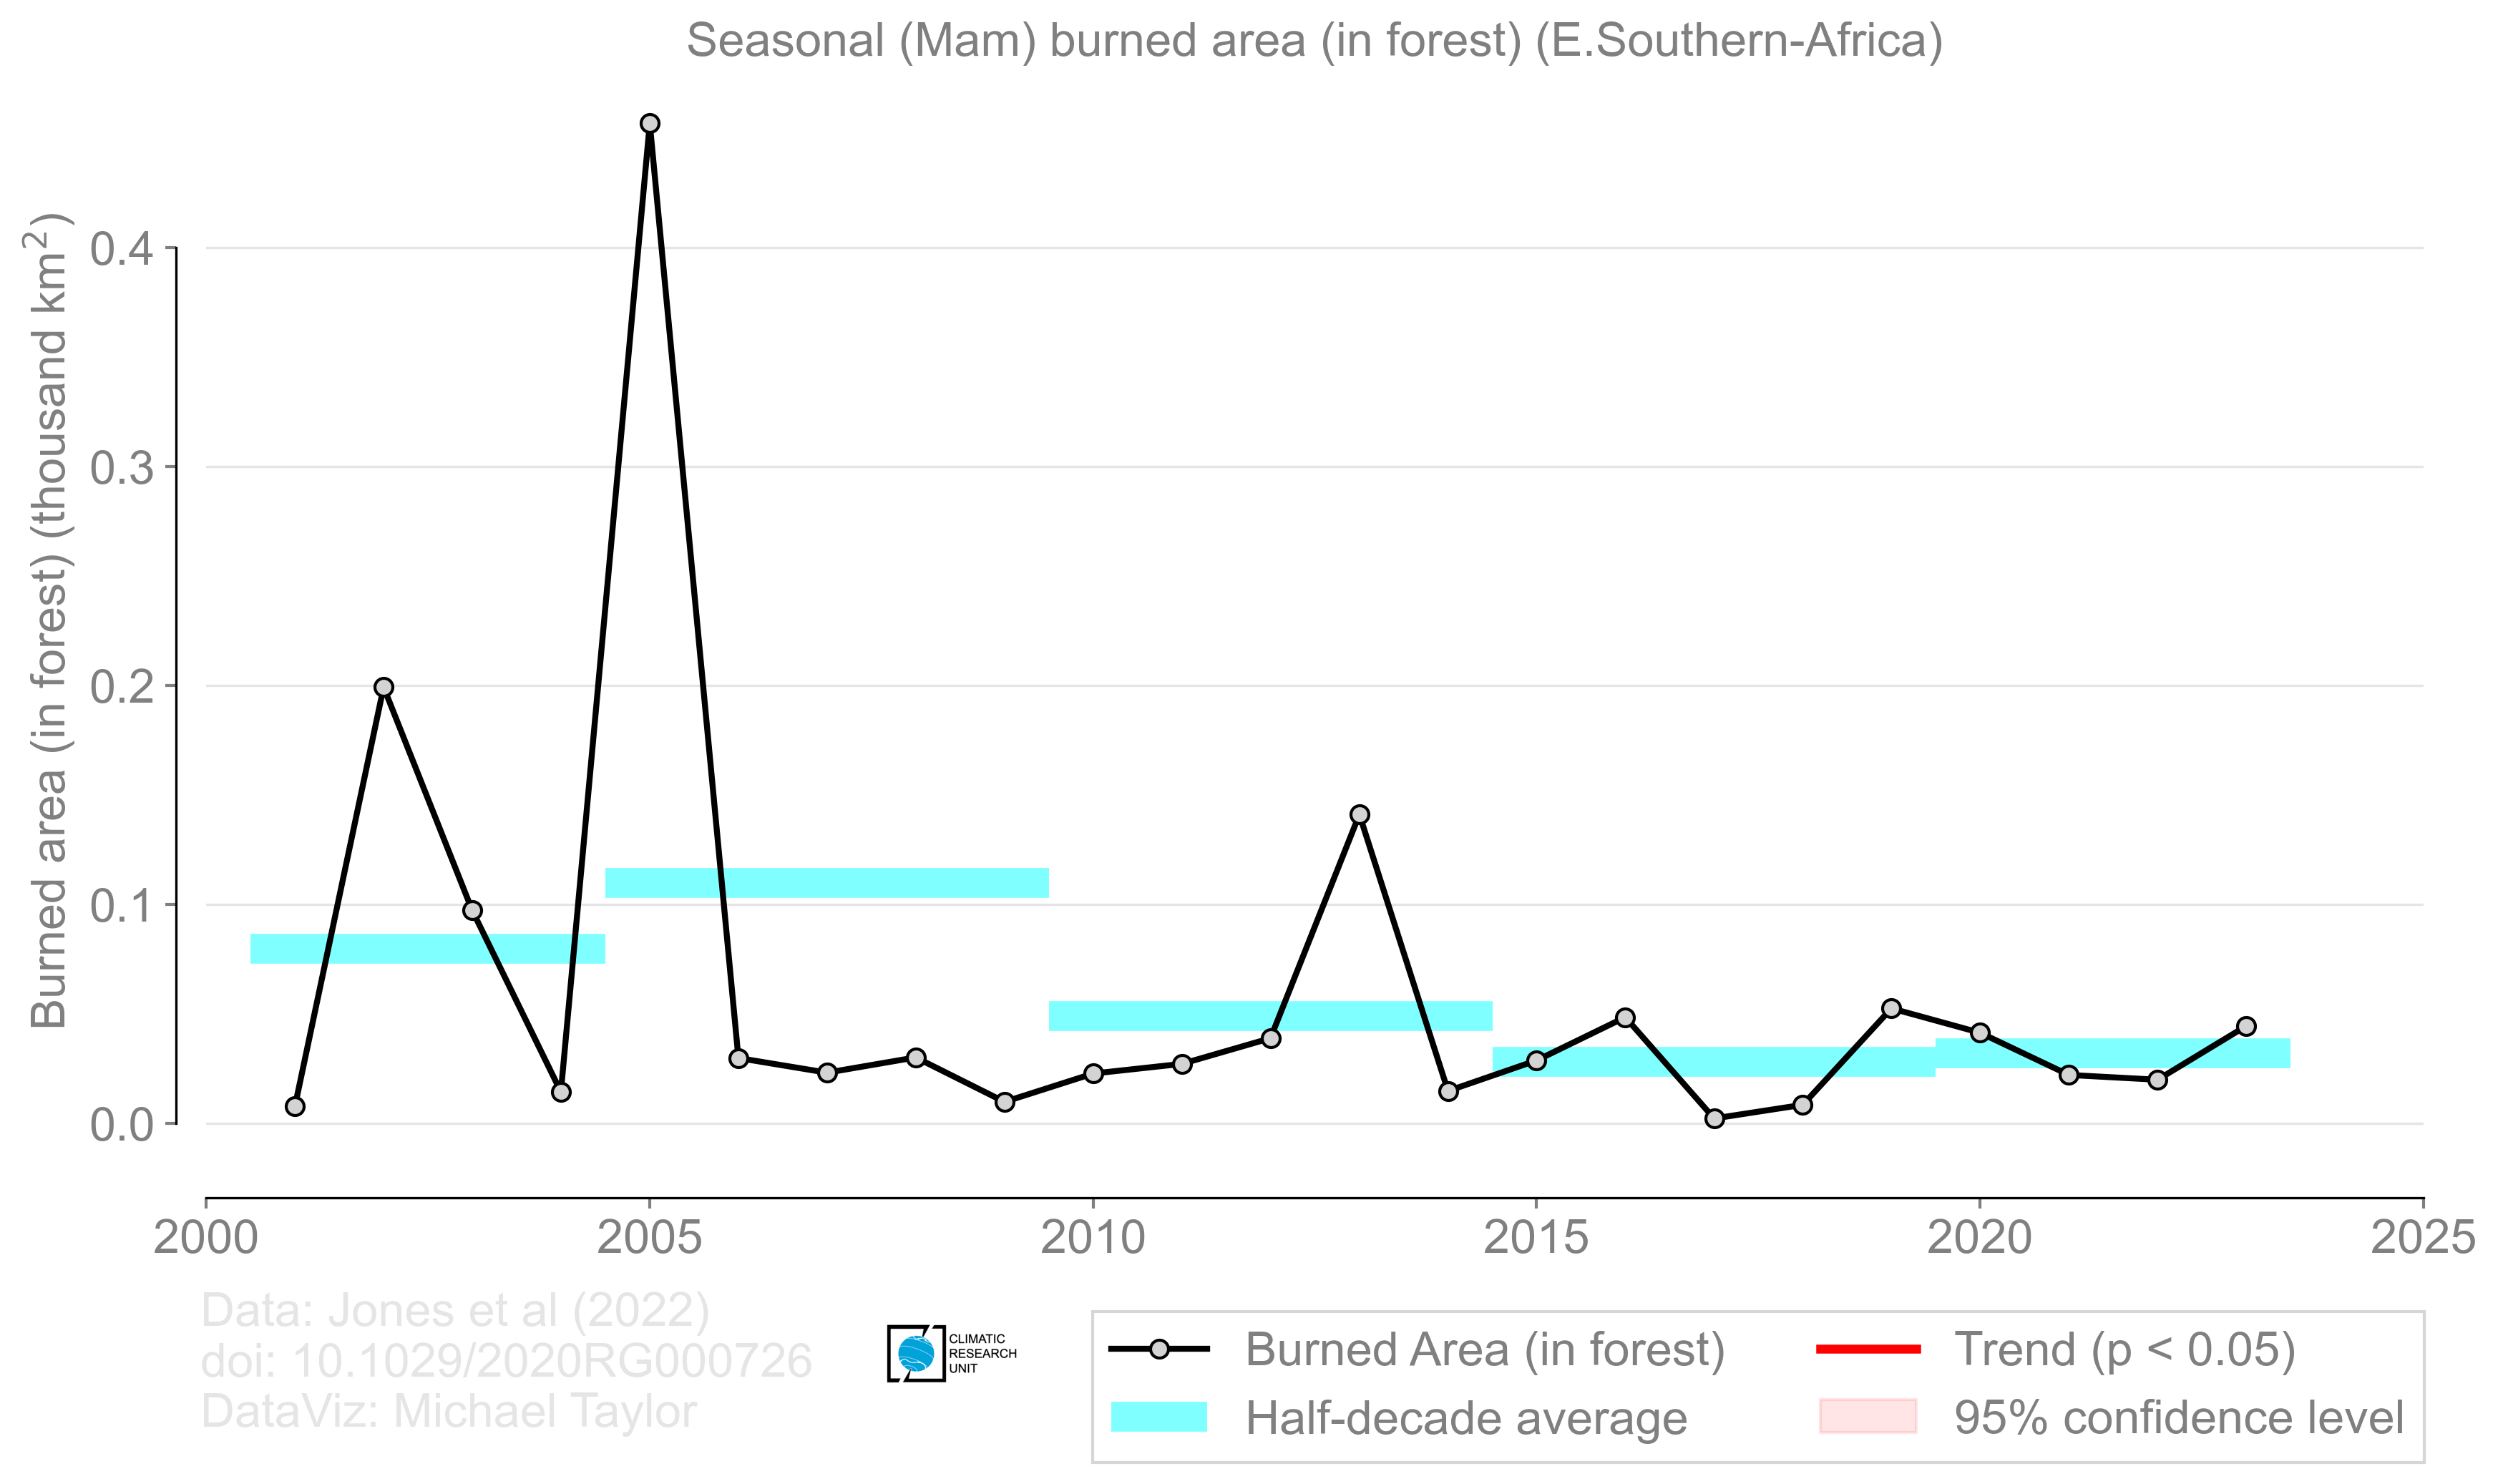 Seasonal (Mam) burned area (in forest) (E.Southern-Africa)
Burned area (in forest) (thousand km²)
0.4
0.3
0.2
0.1
0.0
2000 2005 2010 2015 2020 2025
Data: Jones et al (2022)
doi: 10.1029/2020RG000726
DataViz: Michael Taylor
CLIMATIC
RESEARCH
UNIT
Burned Area (in forest)
Half-decade average
Trend (p < 0.05)
95% confidence level